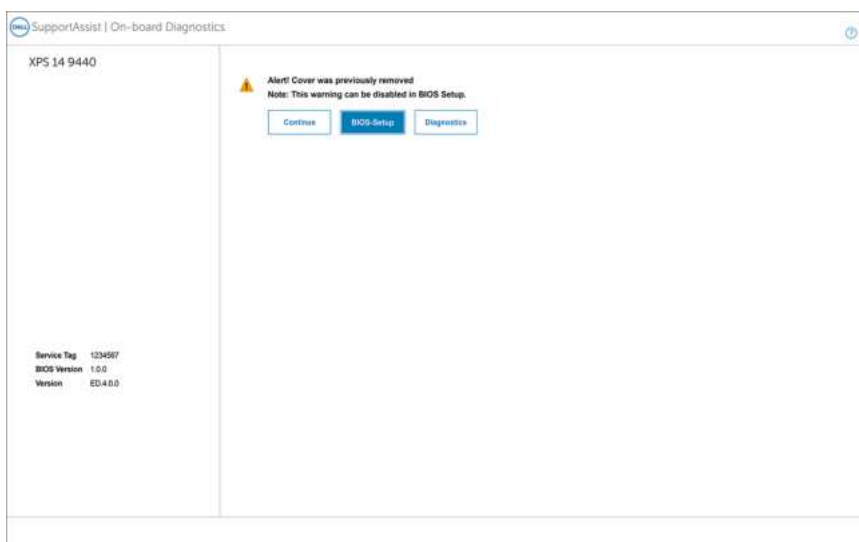 DELL SupportAssist | On-board Diagnostics
XPS 14 9440
Alert! Cover was previously removed
Note: This warning can be disabled in BIOS Setup.
Continue BIOS-Setup Diagnostics
Service Tag 1234567
BIOS Version 1.0.0
Version ED.4.0.0